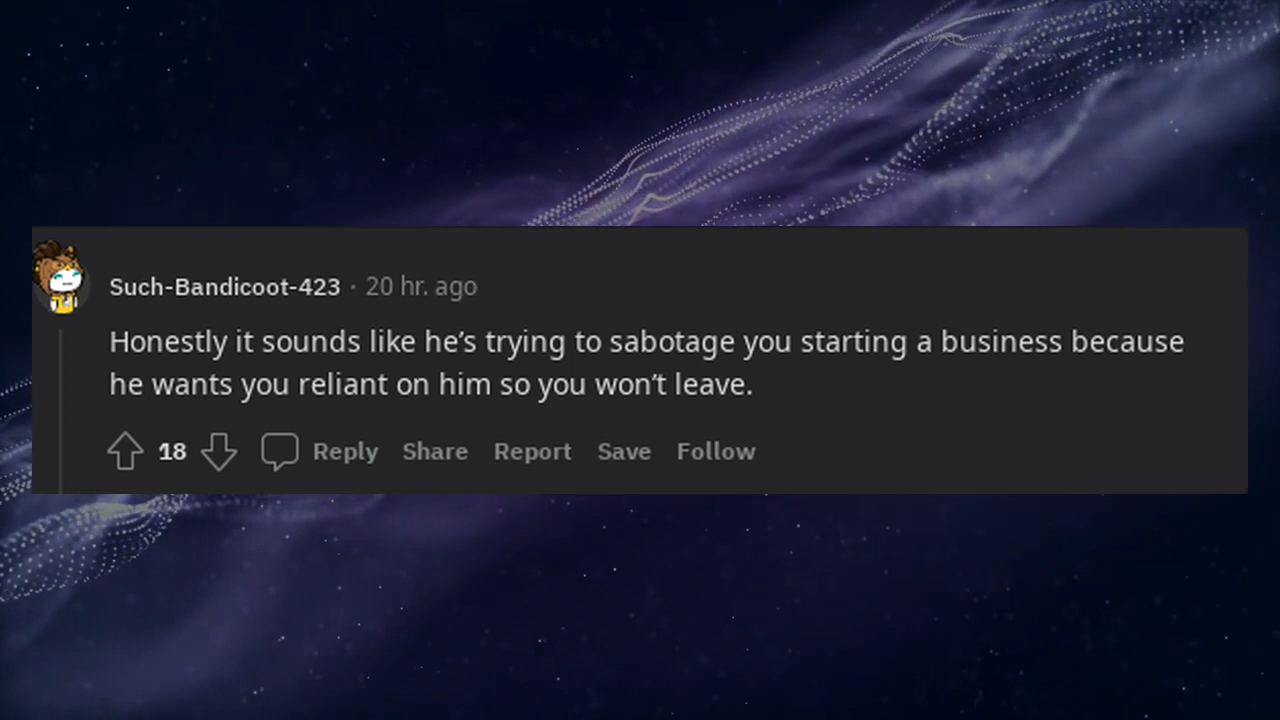 Such-Bandicoot-423 · 20 hr. ago
Honestly it sounds like he’s trying to sabotage you starting a business because
he wants you reliant on him so you won’t leave.
18 Reply Share Report Save Follow